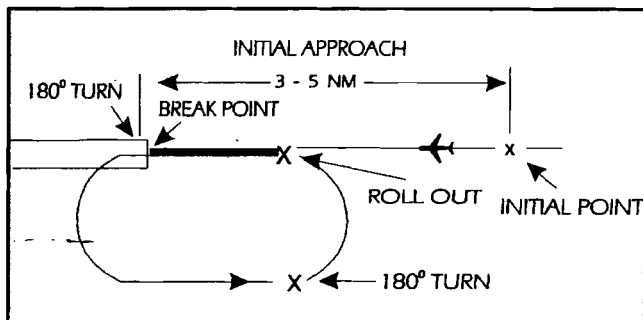 INITIAL APPROACH
3 - 5 NM
180° TURN
BREAK POINT
X
x
ROLL OUT
INITIAL POINT
X
180° TURN